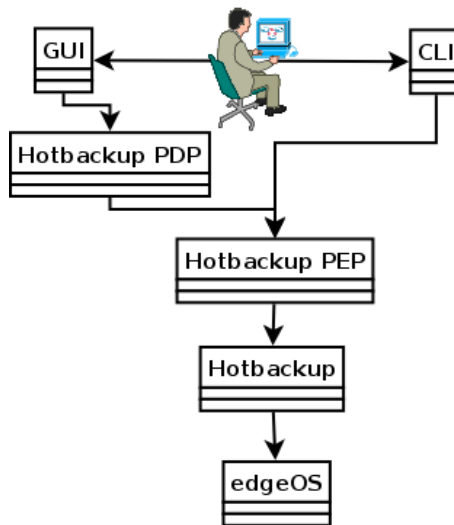 GUI
CLI
Hotbackup PDP
Hotbackup PEP
Hotbackup
edgeOS